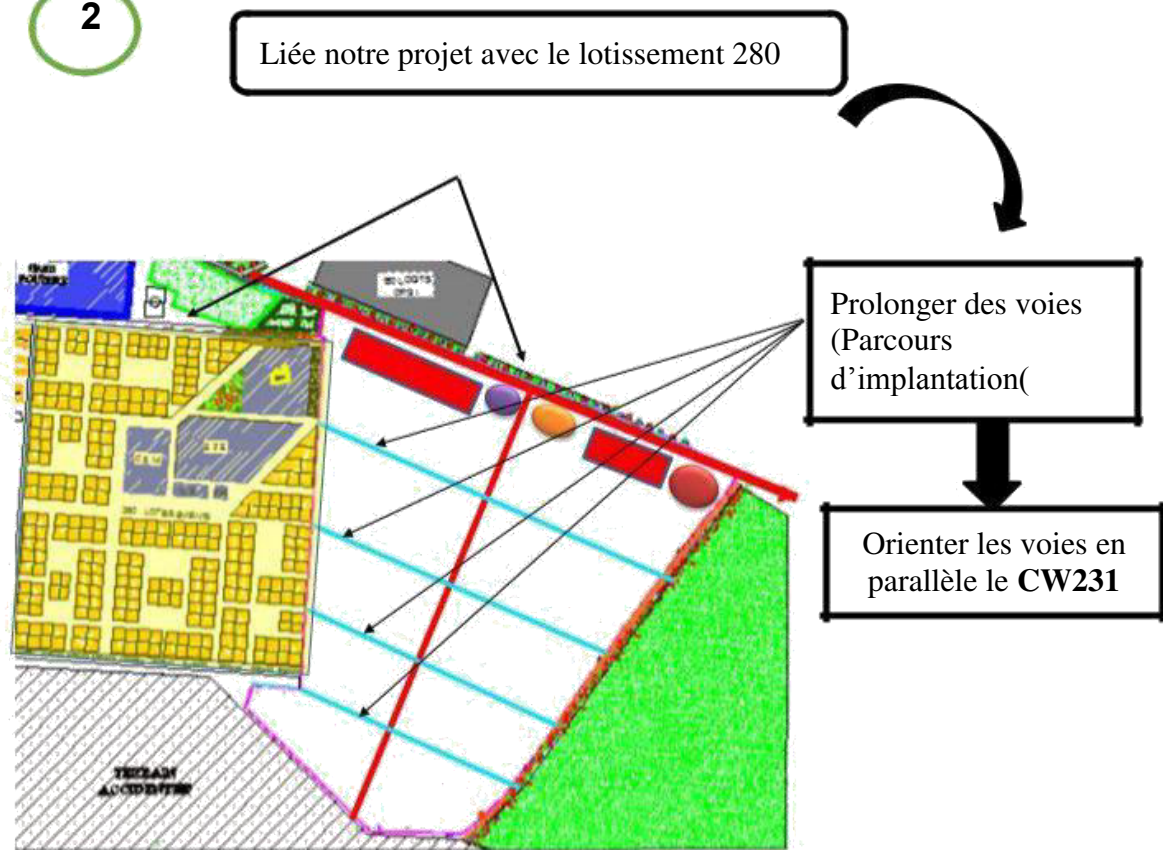 2
Liée notre projet avec le lotissement 280
Prolonger des voies
(Parcours
d’implantation(
Orienter les voies en
parallèle le CW231
TERRAIN
ACCIDENTEE